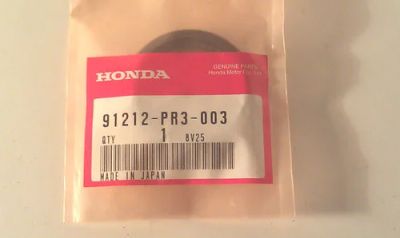 HONDA
GENUINE PARTS
Honda Motor Co., Ltd.
91212-PR3-003
QTY 1 8V25
MADE IN JAPAN